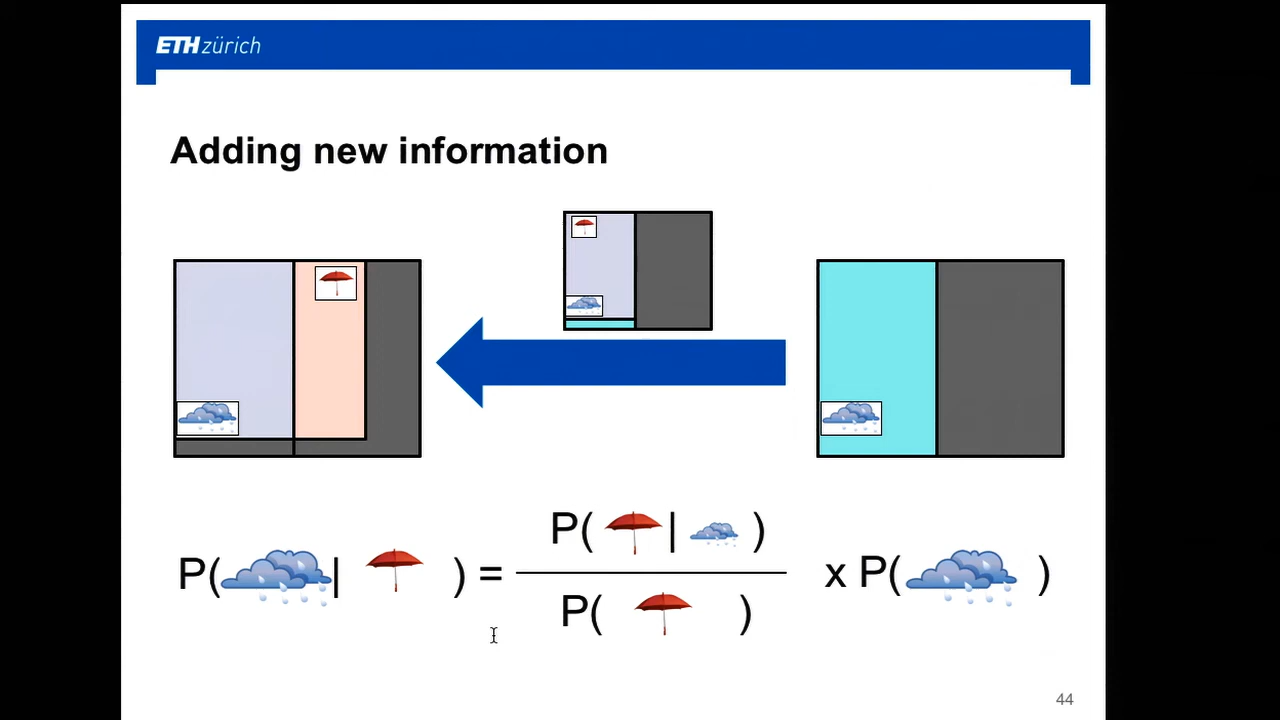 ETH zürich
Adding new information
P( | )
P( | ) = x P( )
P( )
44